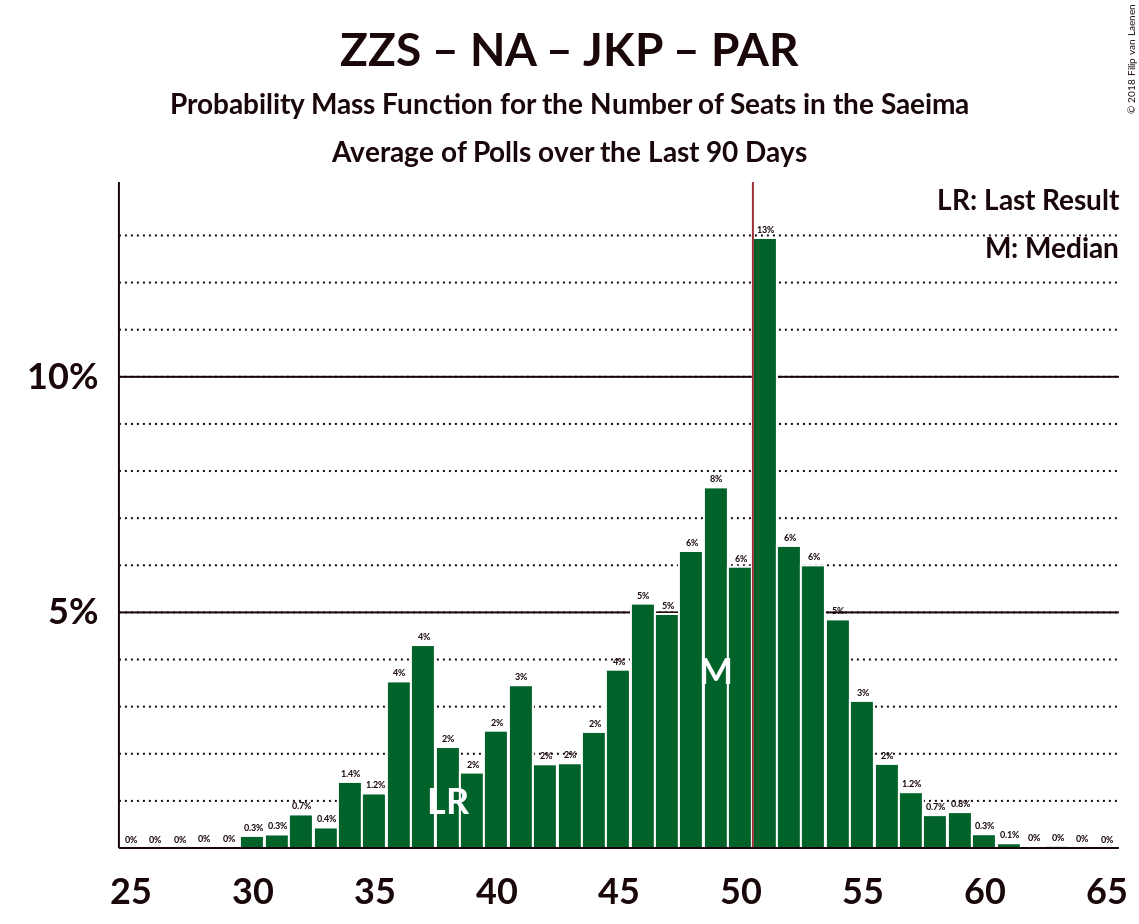 ZZS – NA – JKP – PAR
Probability Mass Function for the Number of Seats in the Saeima
Average of Polls over the Last 90 Days
© 2018 Filip van Laenen
LR: Last Result
M: Median
10%
5%
0% 0% 0% 0% 0% 0.3% 0.3% 0.7% 0.4% 1.4% 1.2% 4% 4% 2% 2% 2% 3% 2% 2% 2% 4% 5% 5% 6% 8% 6% 13% 6% 6% 5% 3% 2% 1.2% 0.7% 0.8% 0.3% 0.1% 0% 0% 0% 0%
M
LR
25 30 35 40 45 50 55 60 65